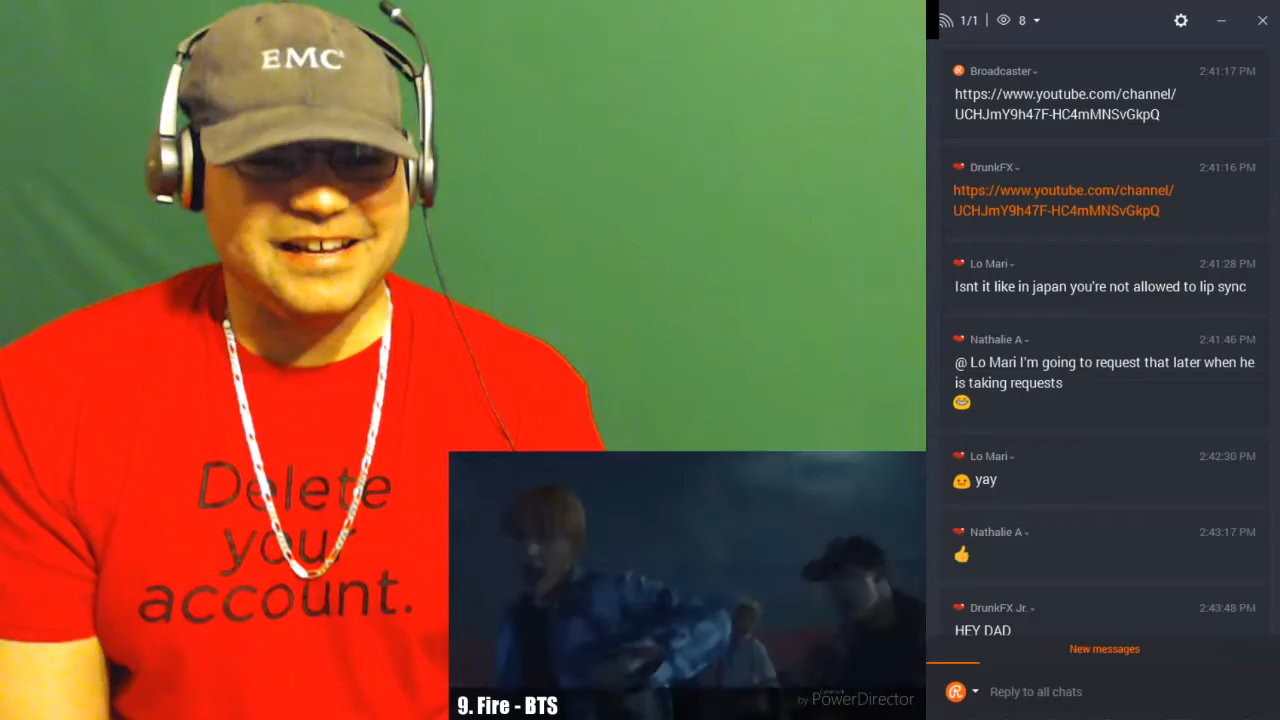 EMC
Delete
your
account.
9. Fire - BTS
by CyberLink PowerDirector
1/1 | 8
Broadcaster 2:41:17 PM
https://www.youtube.com/channel/
UCHJmY9h47F-HC4mMNSvGkpQ
DrunkFX 2:41:16 PM
https://www.youtube.com/channel/
UCHJmY9h47F-HC4mMNSvGkpQ
Lo Mari 2:41:28 PM
Isnt it like in japan you're not allowed to lip sync
Nathalie A 2:41:46 PM
@ Lo Mari I'm going to request that later when he
is taking requests
😂
Lo Mari 2:42:30 PM
yay
Nathalie A 2:43:17 PM
👍
DrunkFX Jr. 2:43:48 PM
HEY DAD
New messages
Reply to all chats